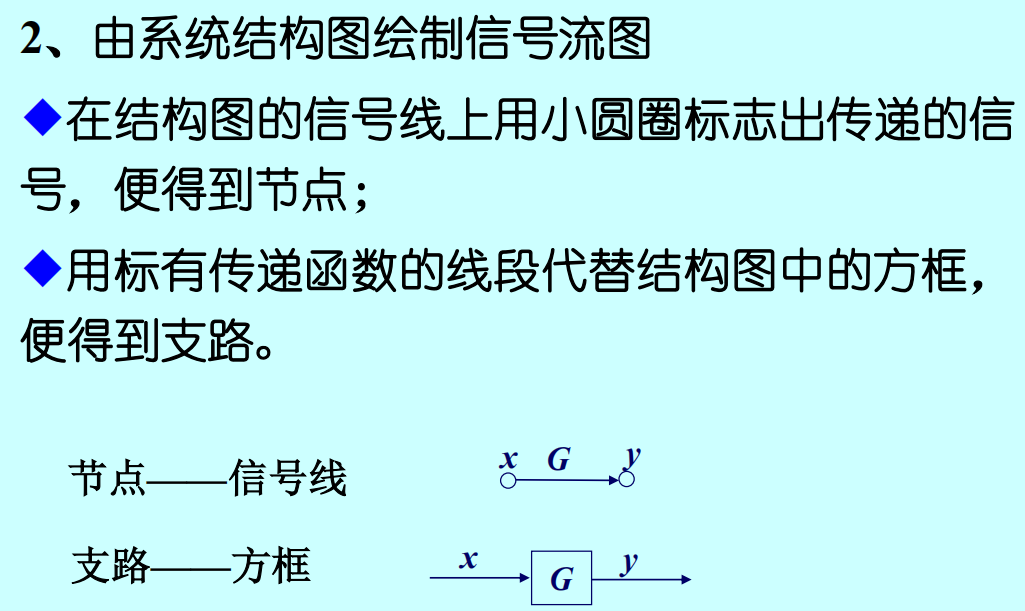 2、由系统结构图绘制信号流图
◆在结构图的信号线上用小圆圈标志出传递的信
号，便得到节点；
◆用标有传递函数的线段代替结构图中的方框，
便得到支路。
节点——信号线
x G y
支路——方框
x G y